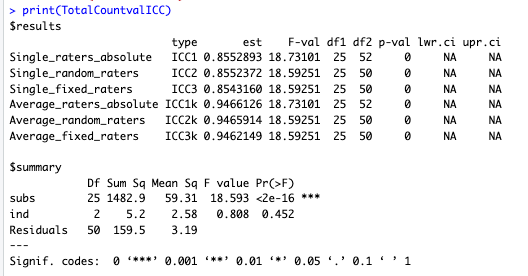 > print(TotalCountvalICC)
$results
type est F-val df1 df2 p-val lwr.ci upr.ci
Single_raters_absolute ICC1 0.8552893 18.73101 25 52 0 NA NA
Single_random_raters ICC2 0.8552372 18.59251 25 50 0 NA NA
Single_fixed_raters ICC3 0.8543160 18.59251 25 50 0 NA NA
Average_raters_absolute ICC1k 0.9466126 18.73101 25 52 0 NA NA
Average_random_raters ICC2k 0.9465914 18.59251 25 50 0 NA NA
Average_fixed_raters ICC3k 0.9462149 18.59251 25 50 0 NA NA
$summary
Df Sum Sq Mean Sq F value Pr(>F)
subs 25 1482.9 59.31 18.593 <2e-16 ***
ind 2 5.2 2.58 0.808 0.452
Residuals 50 159.5 3.19
---
Signif. codes: 0 ‘***’ 0.001 ‘**’ 0.01 ‘*’ 0.05 ‘.’ 0.1 ‘ ’ 1